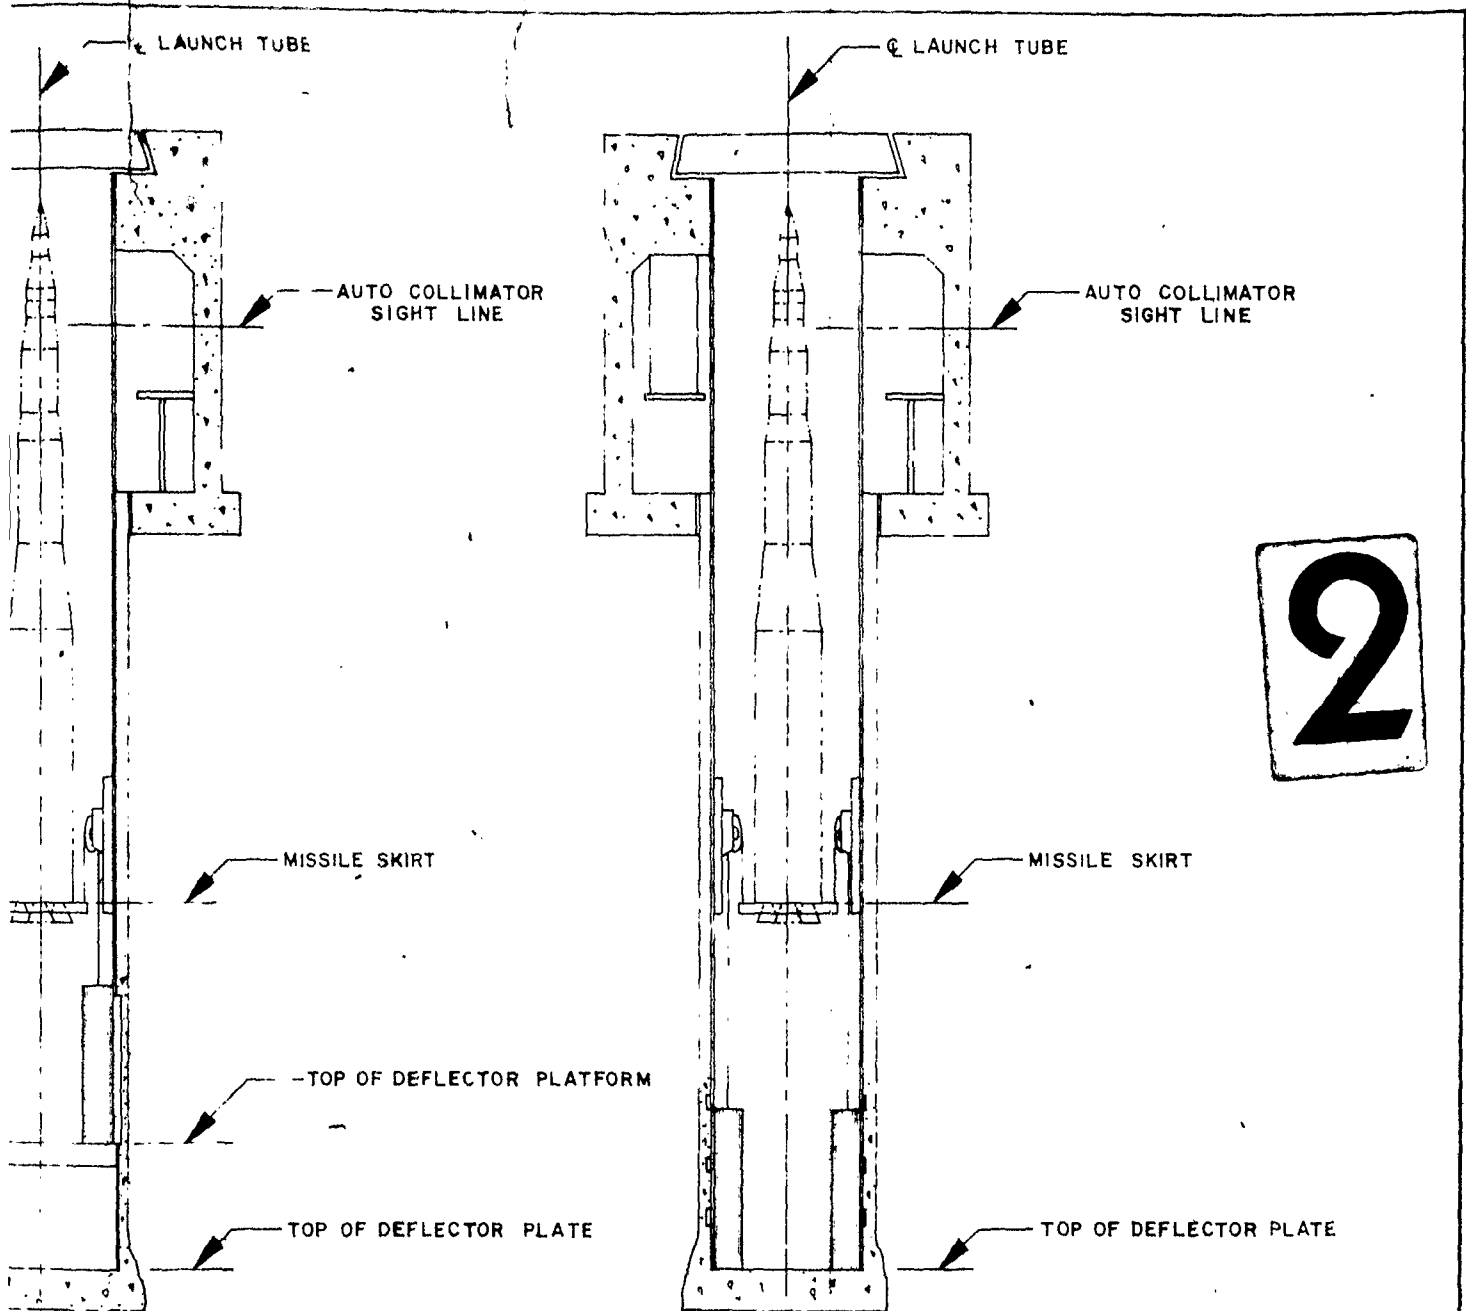 ℄ LAUNCH TUBE
℄ LAUNCH TUBE
AUTO COLLIMATOR
SIGHT LINE
AUTO COLLIMATOR
SIGHT LINE
2
MISSILE SKIRT
MISSILE SKIRT
TOP OF DEFLECTOR PLATFORM
TOP OF DEFLECTOR PLATE
TOP OF DEFLECTOR PLATE